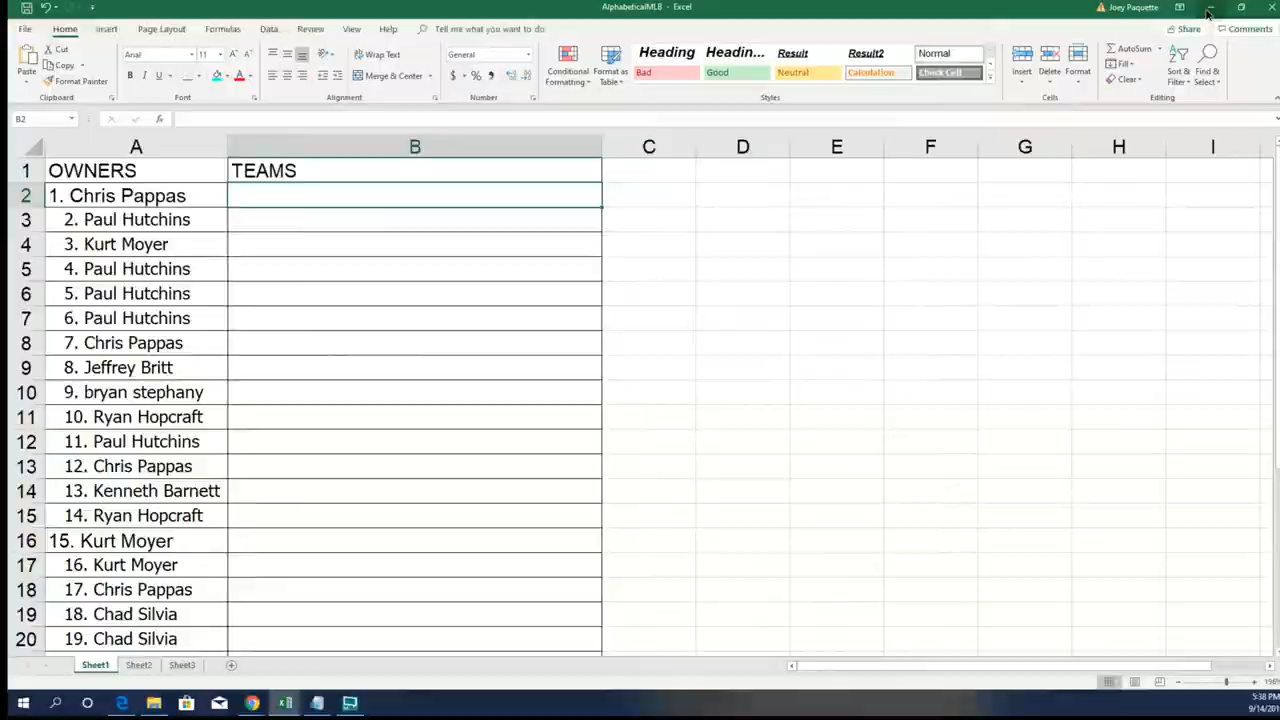 AlphabeticalMLB - Excel
Joey Paquette
File Home Insert Page Layout Formulas Data Review View Help Tell me what you want to do
Share Comments
Cut
Copy
Format Painter
Paste
Clipboard
Arial 11
B I U
Font
Wrap Text
Merge & Center
Alignment
General
$ % ,
Number
Conditional Formatting
Format as Table
Heading Headin... Result Result2 Normal
Bad Good Neutral Calculation Check Cell
Styles
Insert Delete Format
Cells
AutoSum
Fill
Clear
Sort & Filter
Find & Select
Editing
B2 fx
A B C D E F G H I
1 OWNERS TEAMS
2 1. Chris Pappas
3 2. Paul Hutchins
4 3. Kurt Moyer
5 4. Paul Hutchins
6 5. Paul Hutchins
7 6. Paul Hutchins
8 7. Chris Pappas
9 8. Jeffrey Britt
10 9. bryan stephany
11 10. Ryan Hopcraft
12 11. Paul Hutchins
13 12. Chris Pappas
14 13. Kenneth Barnett
15 14. Ryan Hopcraft
16 15. Kurt Moyer
17 16. Kurt Moyer
18 17. Chris Pappas
19 18. Chad Silvia
20 19. Chad Silvia
Sheet1 Sheet2 Sheet3
5:38 PM